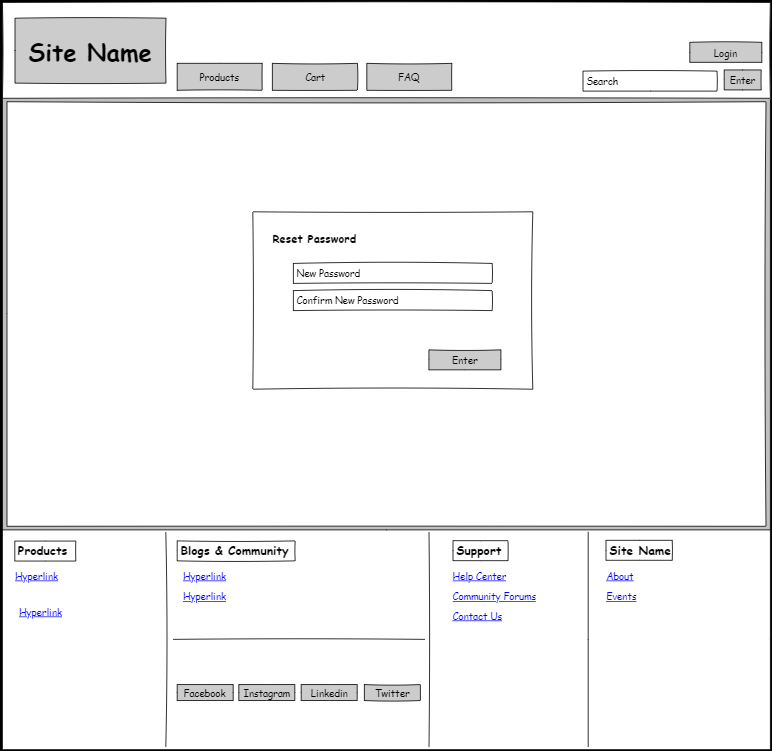 Site Name
Login
Products
Cart
FAQ
Search
Enter
Reset Password
New Password
Confirm New Password
Enter
Products
Hyperlink
Hyperlink
Blogs & Community
Hyperlink
Hyperlink
Facebook
Instagram
Linkedin
Twitter
Support
Help Center
Community Forums
Contact Us
Site Name
About
Events